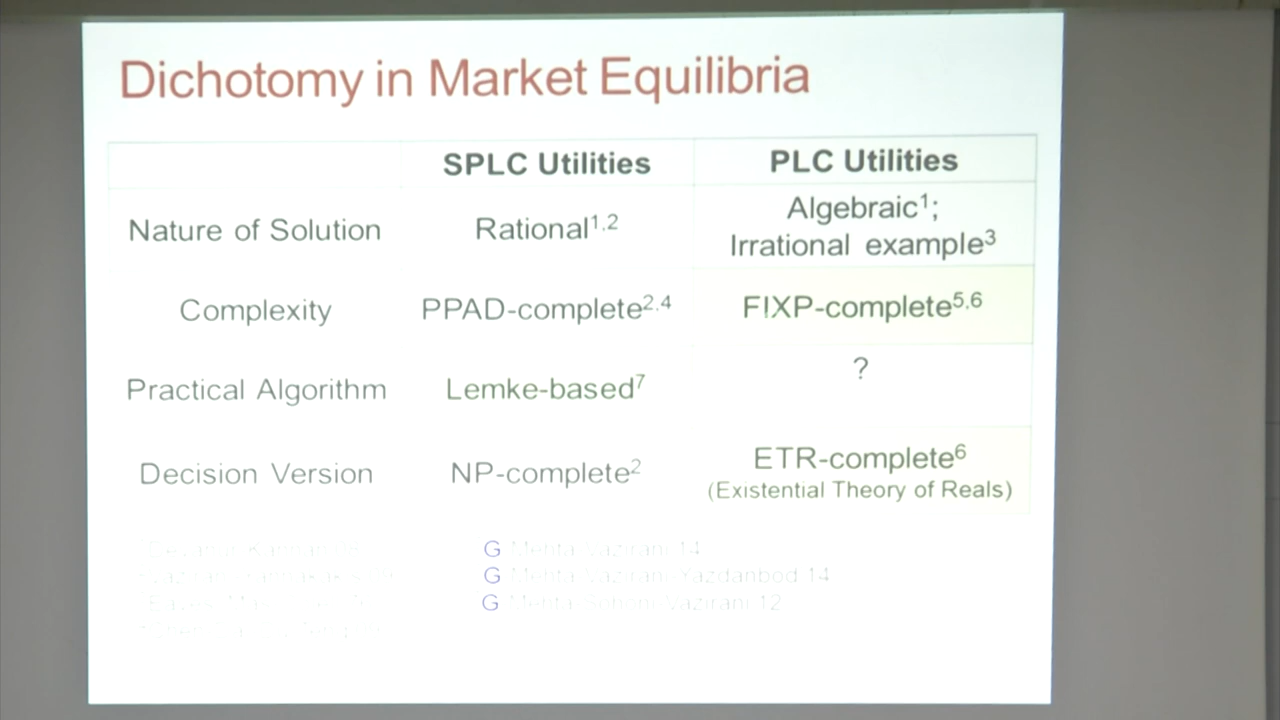 Dichotomy in Market Equilibria
SPLC Utilities
PLC Utilities
Nature of Solution
Rational¹·²
Algebraic¹;
Irrational example³
Complexity
PPAD-complete²·⁴
FIXP-complete⁵·⁶
Practical Algorithm
Lemke-based⁷
?
Decision Version
NP-complete²
ETR-complete⁶
(Existential Theory of Reals)
G Mehta Vazirani 14
G Mehta Vazirani Yazdanbod 14
G Mehta Sohoni Vazirani 12